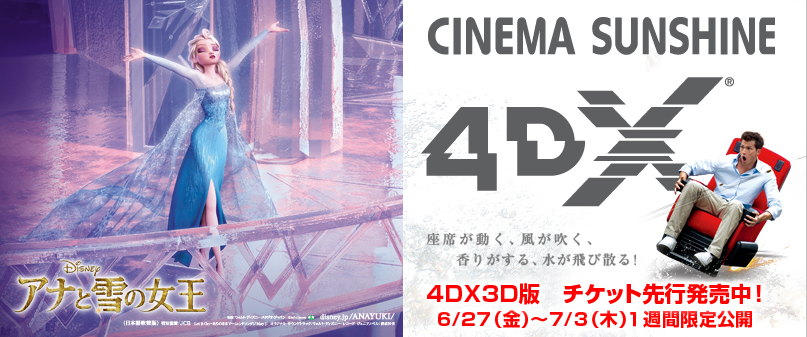 DISNEY
アナと雪の女王
disney.jp/ANAYUKI/
CINEMA SUNSHINE
4DX®
座席が動く、風が吹く、
香りがする、水が飛び散る!
4DX3D版 チケット先行発売中!
6/27(金)～7/3(木)1週間限定公開